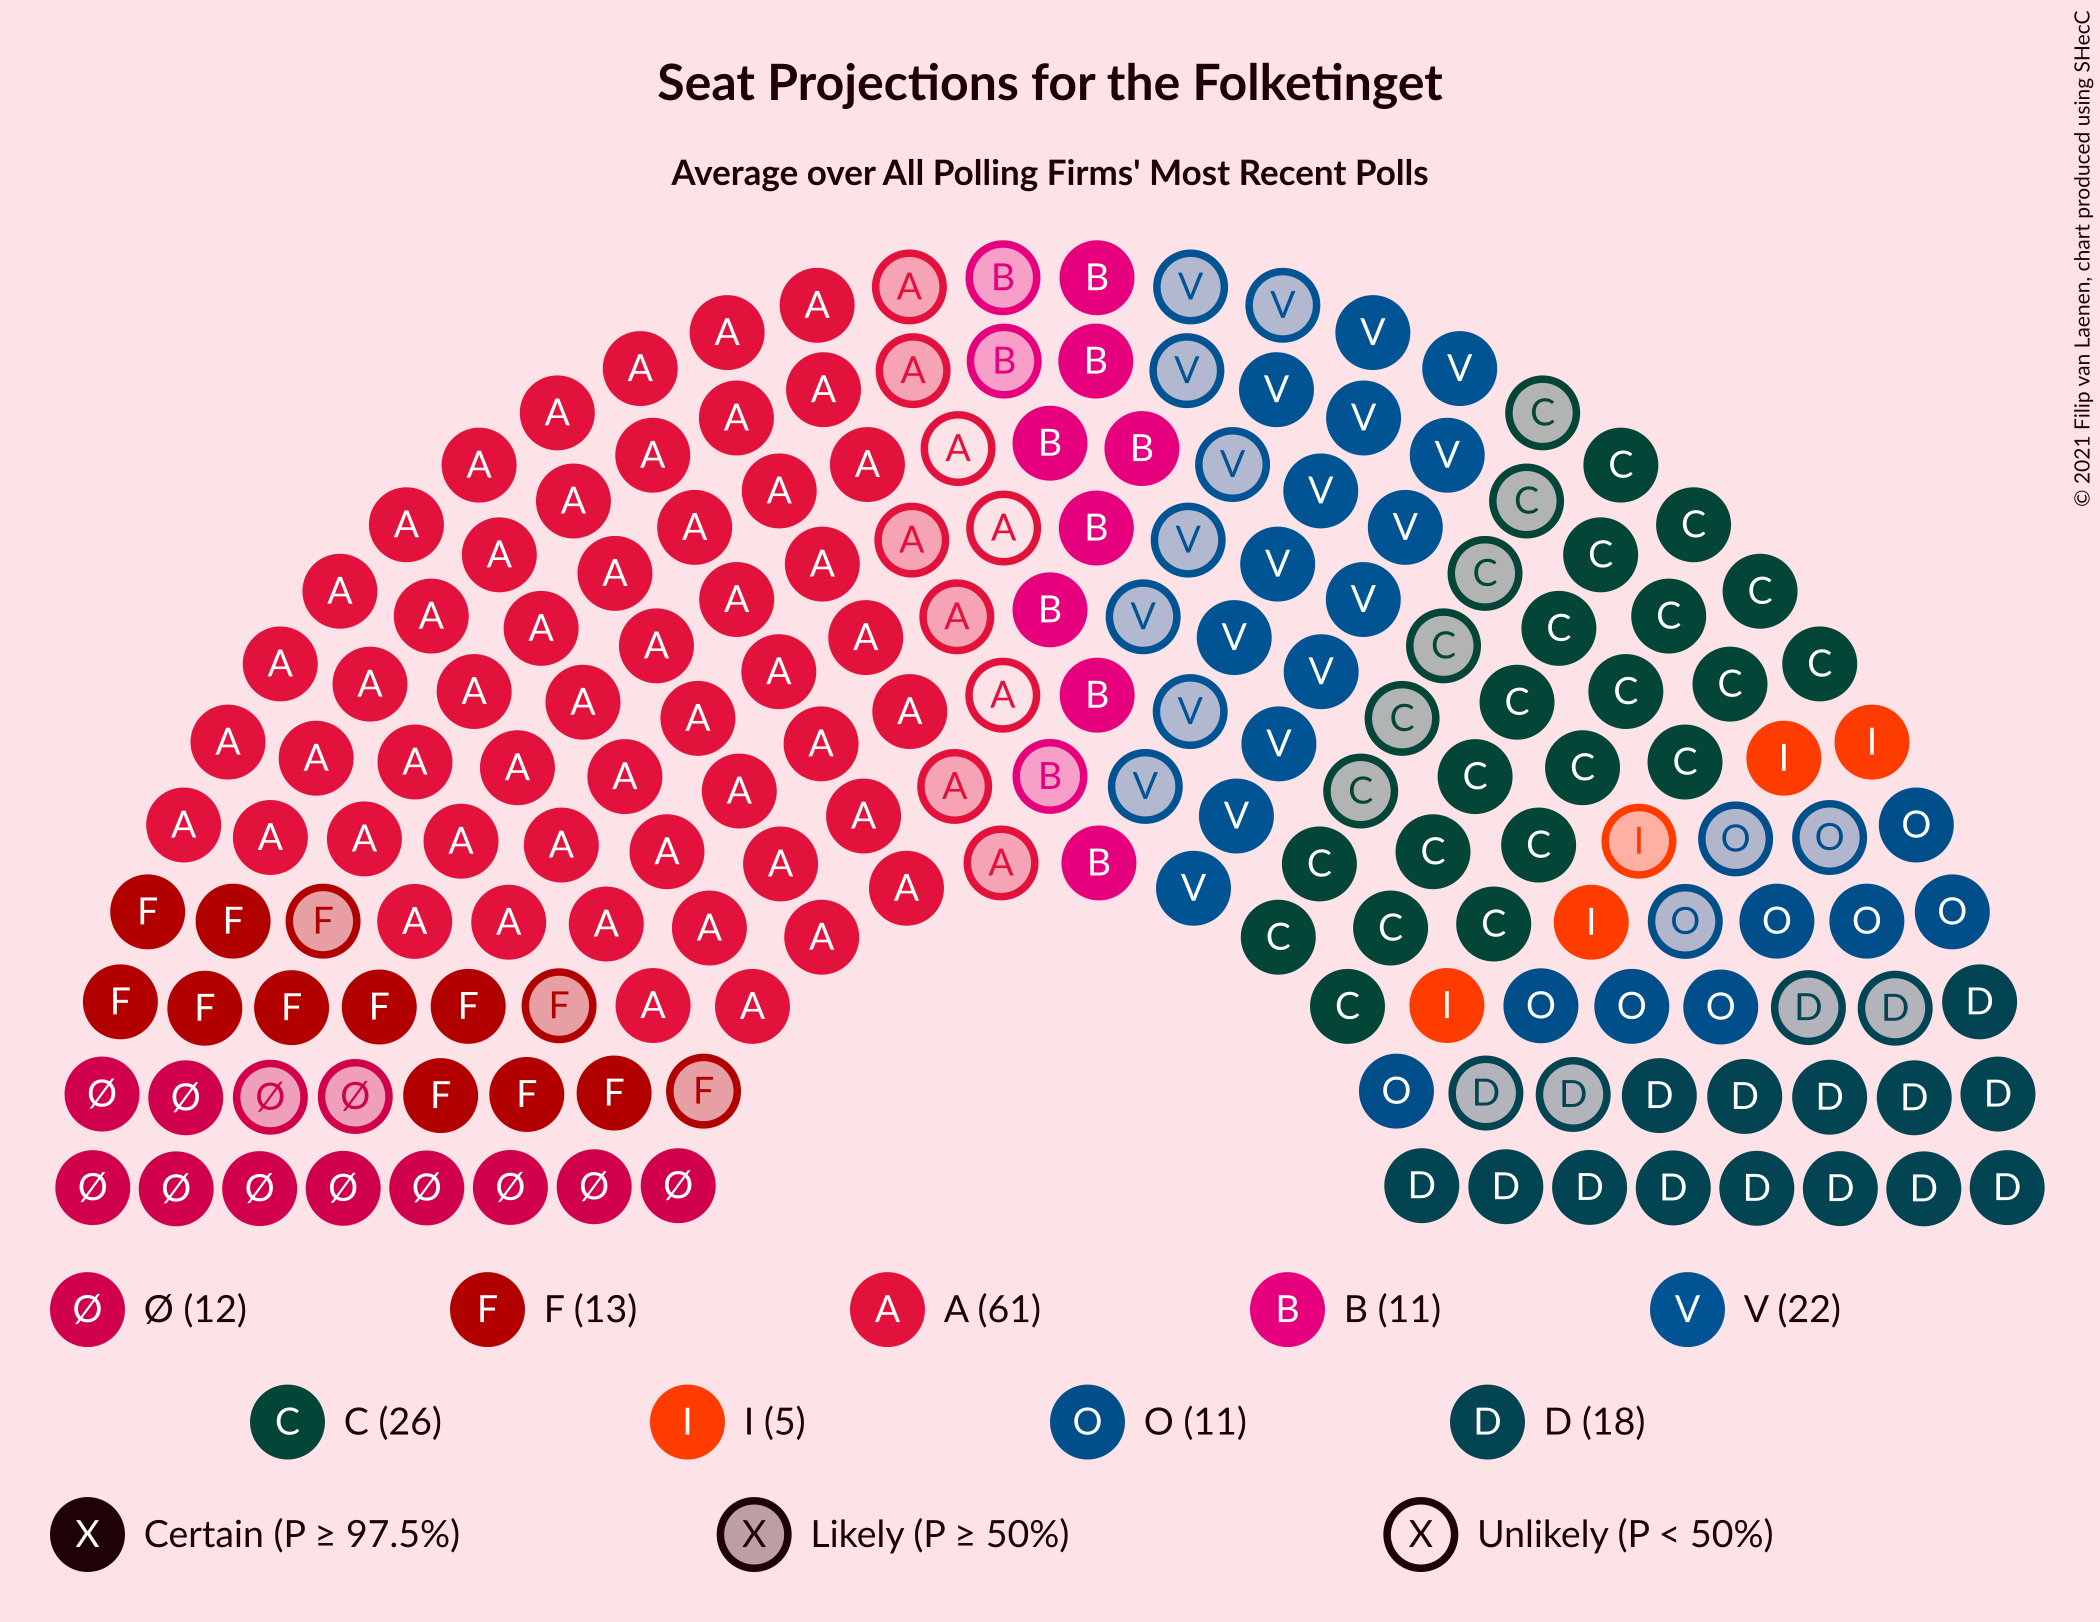 © 2021 Filip van Laenen, chart produced using SHecC
Seat Projections for the Folketinget
Average over All Polling Firms' Most Recent Polls
B B
A V
A V
A V
A A B B V V
A V
A A V C
A A A A B B V V C
A A V C
A A A B V C
A A V C
A A V C
A A V C
A A A A B V V C C
A C
A A V C
A A A A A A B V C C C C
A A A A A A A A B V V C C C C I I
A A A A A A A A A B V C C C I O O O
F F F A A A A A A V C C C I O O O O
F F F F F F A A C I O O O D D D
Ø Ø Ø Ø F F F F O D D D D D D D
Ø Ø Ø Ø Ø Ø Ø Ø D D D D D D D D
Ø Ø (12) F F (13) A A (61) B B (11) V V (22)
C C (26) I I (5) O O (11) D D (18)
X Certain (P ≥ 97.5%) X Likely (P ≥ 50%) X Unlikely (P < 50%)